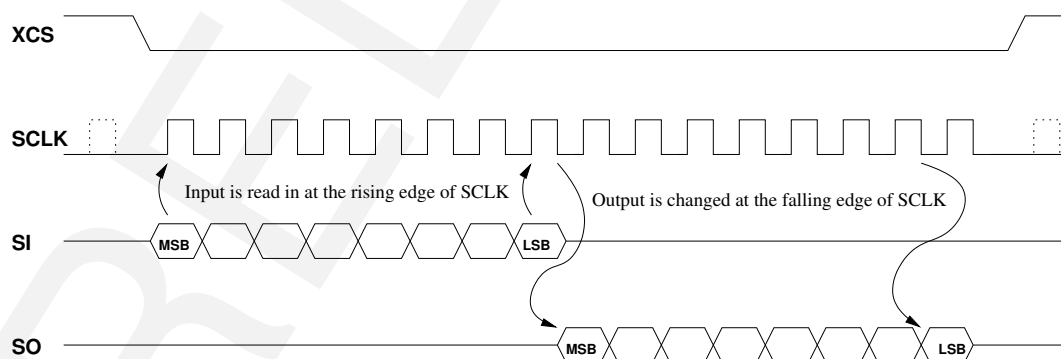 XCS
SCLK
Input is read in at the rising edge of SCLK
Output is changed at the falling edge of SCLK
SI
MSB
LSB
SO
MSB
LSB